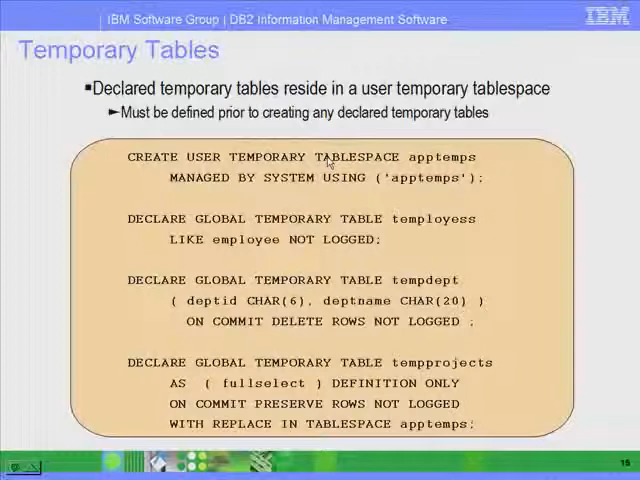 IBM Software Group | DB2 Information Management Software
IBM
Temporary Tables
▪Declared temporary tables reside in a user temporary tablespace
►Must be defined prior to creating any declared temporary tables
CREATE USER TEMPORARY TABLESPACE apptemps
MANAGED BY SYSTEM USING ('apptemps');
DECLARE GLOBAL TEMPORARY TABLE temployess
LIKE employee NOT LOGGED;
DECLARE GLOBAL TEMPORARY TABLE tempdept
( deptid CHAR(6), deptname CHAR(20) )
ON COMMIT DELETE ROWS NOT LOGGED ;
DECLARE GLOBAL TEMPORARY TABLE tempprojects
AS ( fullselect ) DEFINITION ONLY
ON COMMIT PRESERVE ROWS NOT LOGGED
WITH REPLACE IN TABLESPACE apptemps;
15